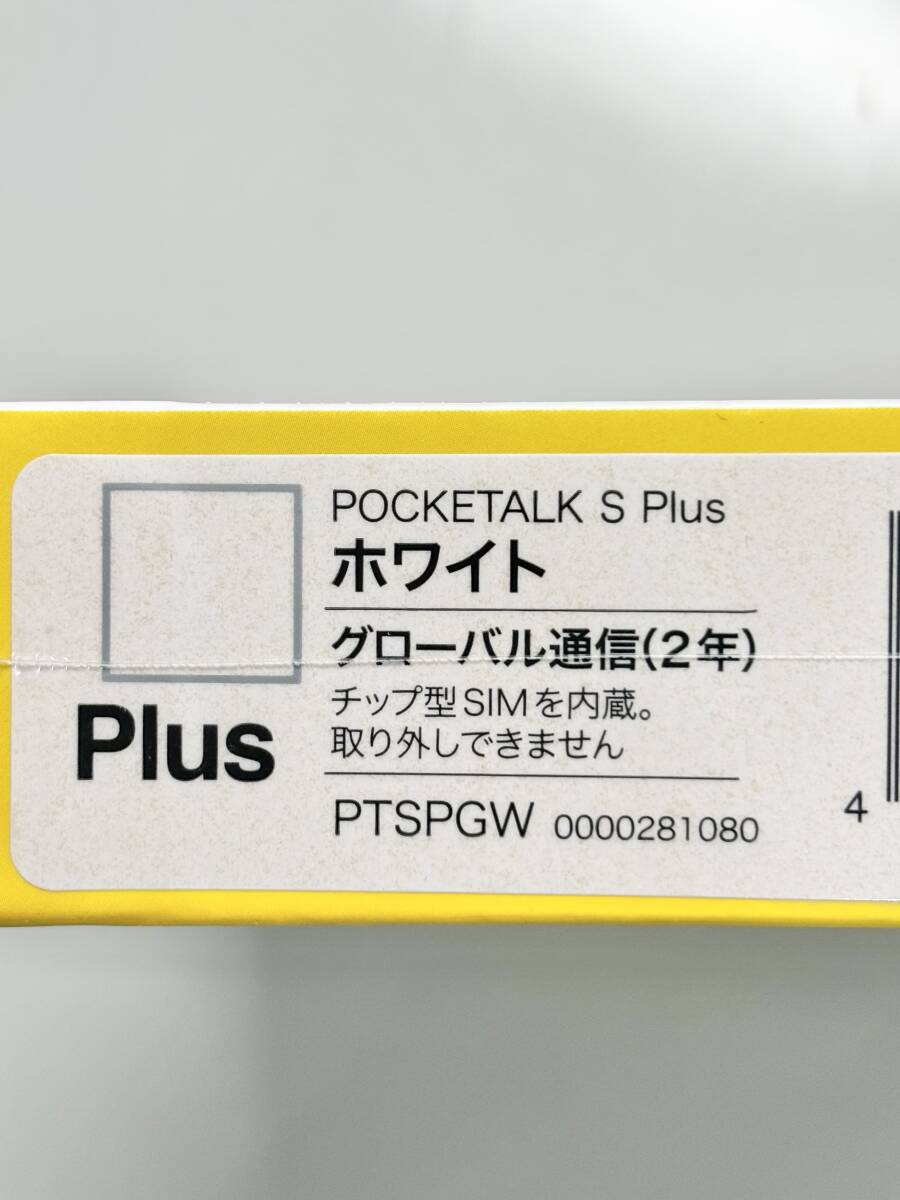 POCKETALK S Plus
ホワイト
グローバル通信(2年)
チップ型SIMを内蔵。
取り外しできません
Plus
PTSPGW 0000281080
4